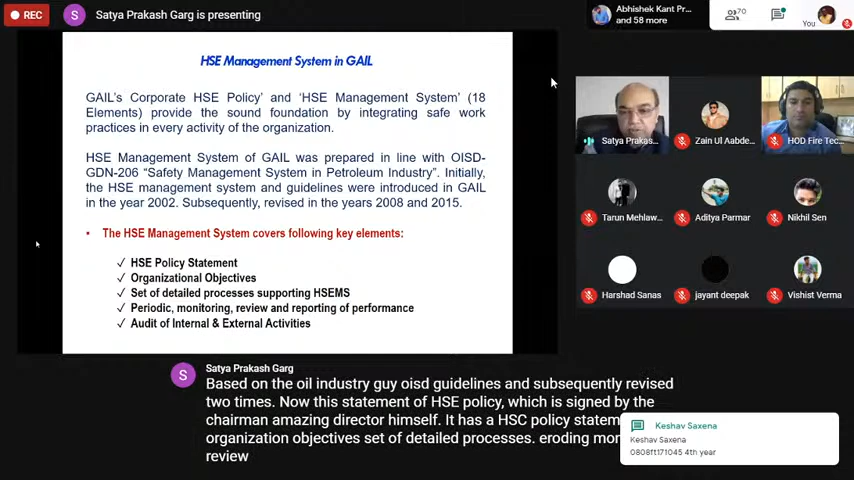 REC
S
Satya Prakash Garg is presenting
Abhishek Kant Pr...
and 58 more
70
You
HSE Management System in GAIL
GAIL's Corporate HSE Policy' and 'HSE Management System' (18
Elements) provide the sound foundation by integrating safe work
practices in every activity of the organization.
HSE Management System of GAIL was prepared in line with OISD-
GDN-206 "Safety Management System in Petroleum Industry". Initially,
the HSE management system and guidelines were introduced in GAIL
in the year 2002. Subsequently, revised in the years 2008 and 2015.
• The HSE Management System covers following key elements:
✓ HSE Policy Statement
✓ Organizational Objectives
✓ Set of detailed processes supporting HSEMS
✓ Periodic, monitoring, review and reporting of performance
✓ Audit of Internal & External Activities
Satya Prakas...
Zain Ul Aabde...
HOD Fire Tec...
Tarun Mehlaw...
Aditya Parmar
Nikhil Sen
Harshad Sanas
jayant deepak
Vishist Verma
S
Satya Prakash Garg
Based on the oil industry guy oisd guidelines and subsequently revised
two times. Now this statement of HSE policy, which is signed by the
chairman amazing director himself. It has a HSC policy statem
organization objectives set of detailed processes. eroding mor
review
Keshav Saxena
Keshav Saxena
0808ft171045 4th year